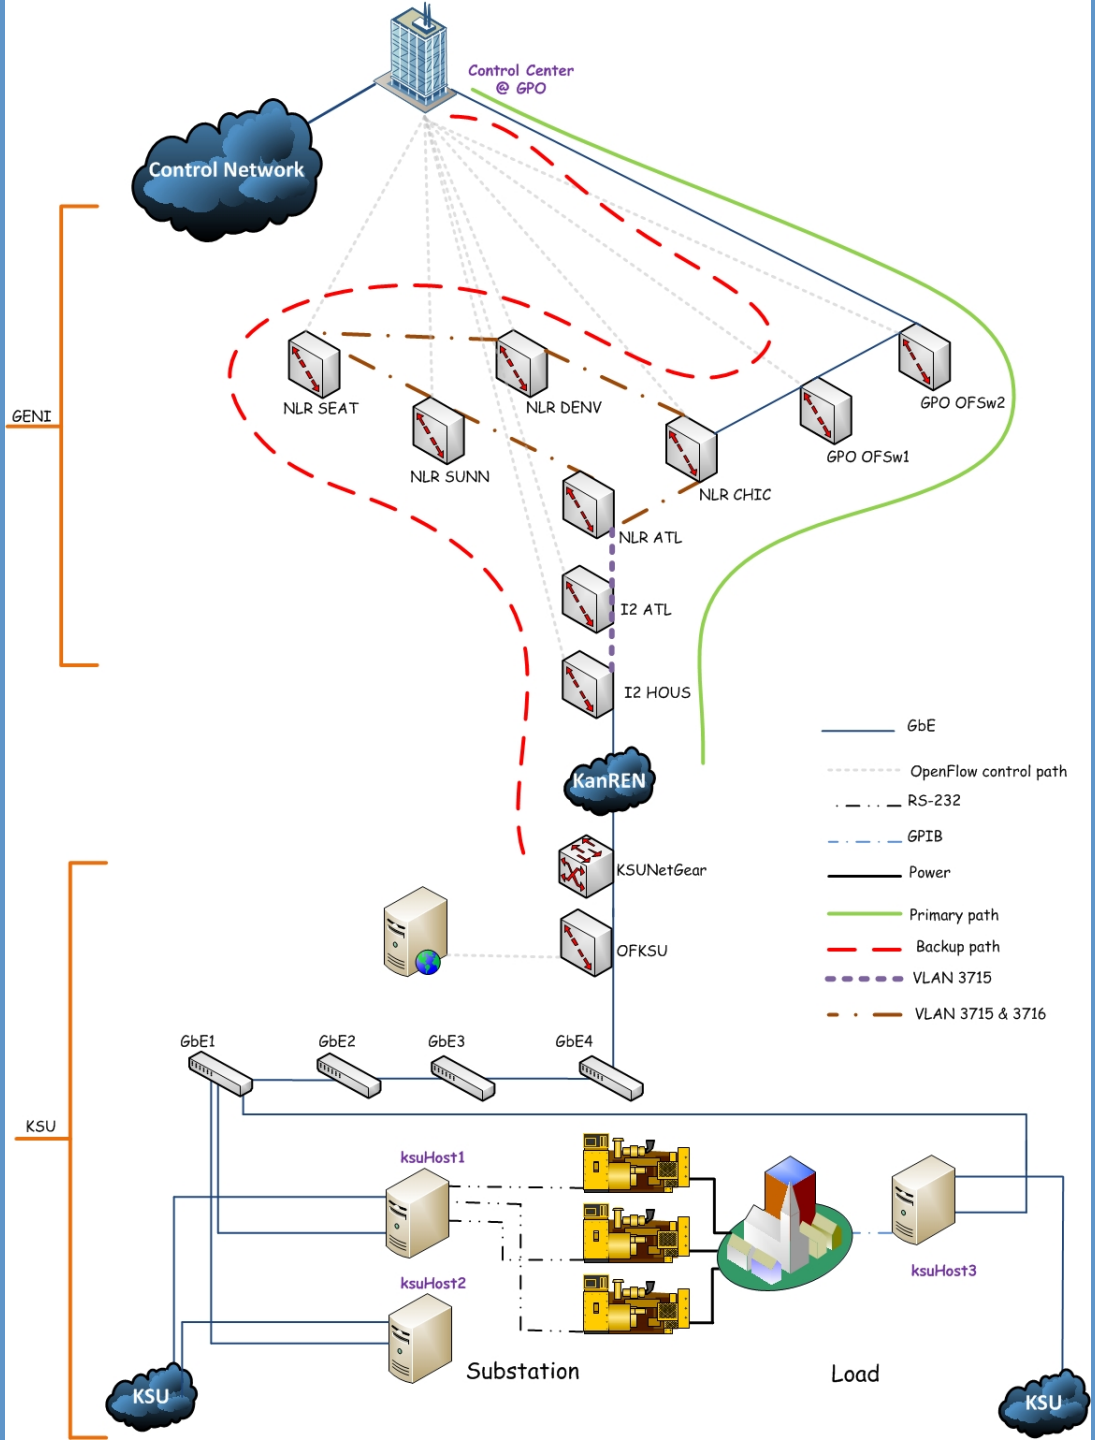 Control Center
@ GPO
Control Network
GENI
NLR SEAT
NLR DENV
GPO OFSw2
NLR SUNN
GPO OFSw1
NLR CHIC
NLR ATL
I2 ATL
I2 HOUS
KanREN
KSUNetGear
OFKSU
GbE
OpenFlow control path
RS-232
GPIB
Power
Primary path
Backup path
VLAN 3715
VLAN 3715 & 3716
GbE1
GbE2
GbE3
GbE4
KSU
ksuHost1
ksuHost2
ksuHost3
Substation
Load
KSU
KSU